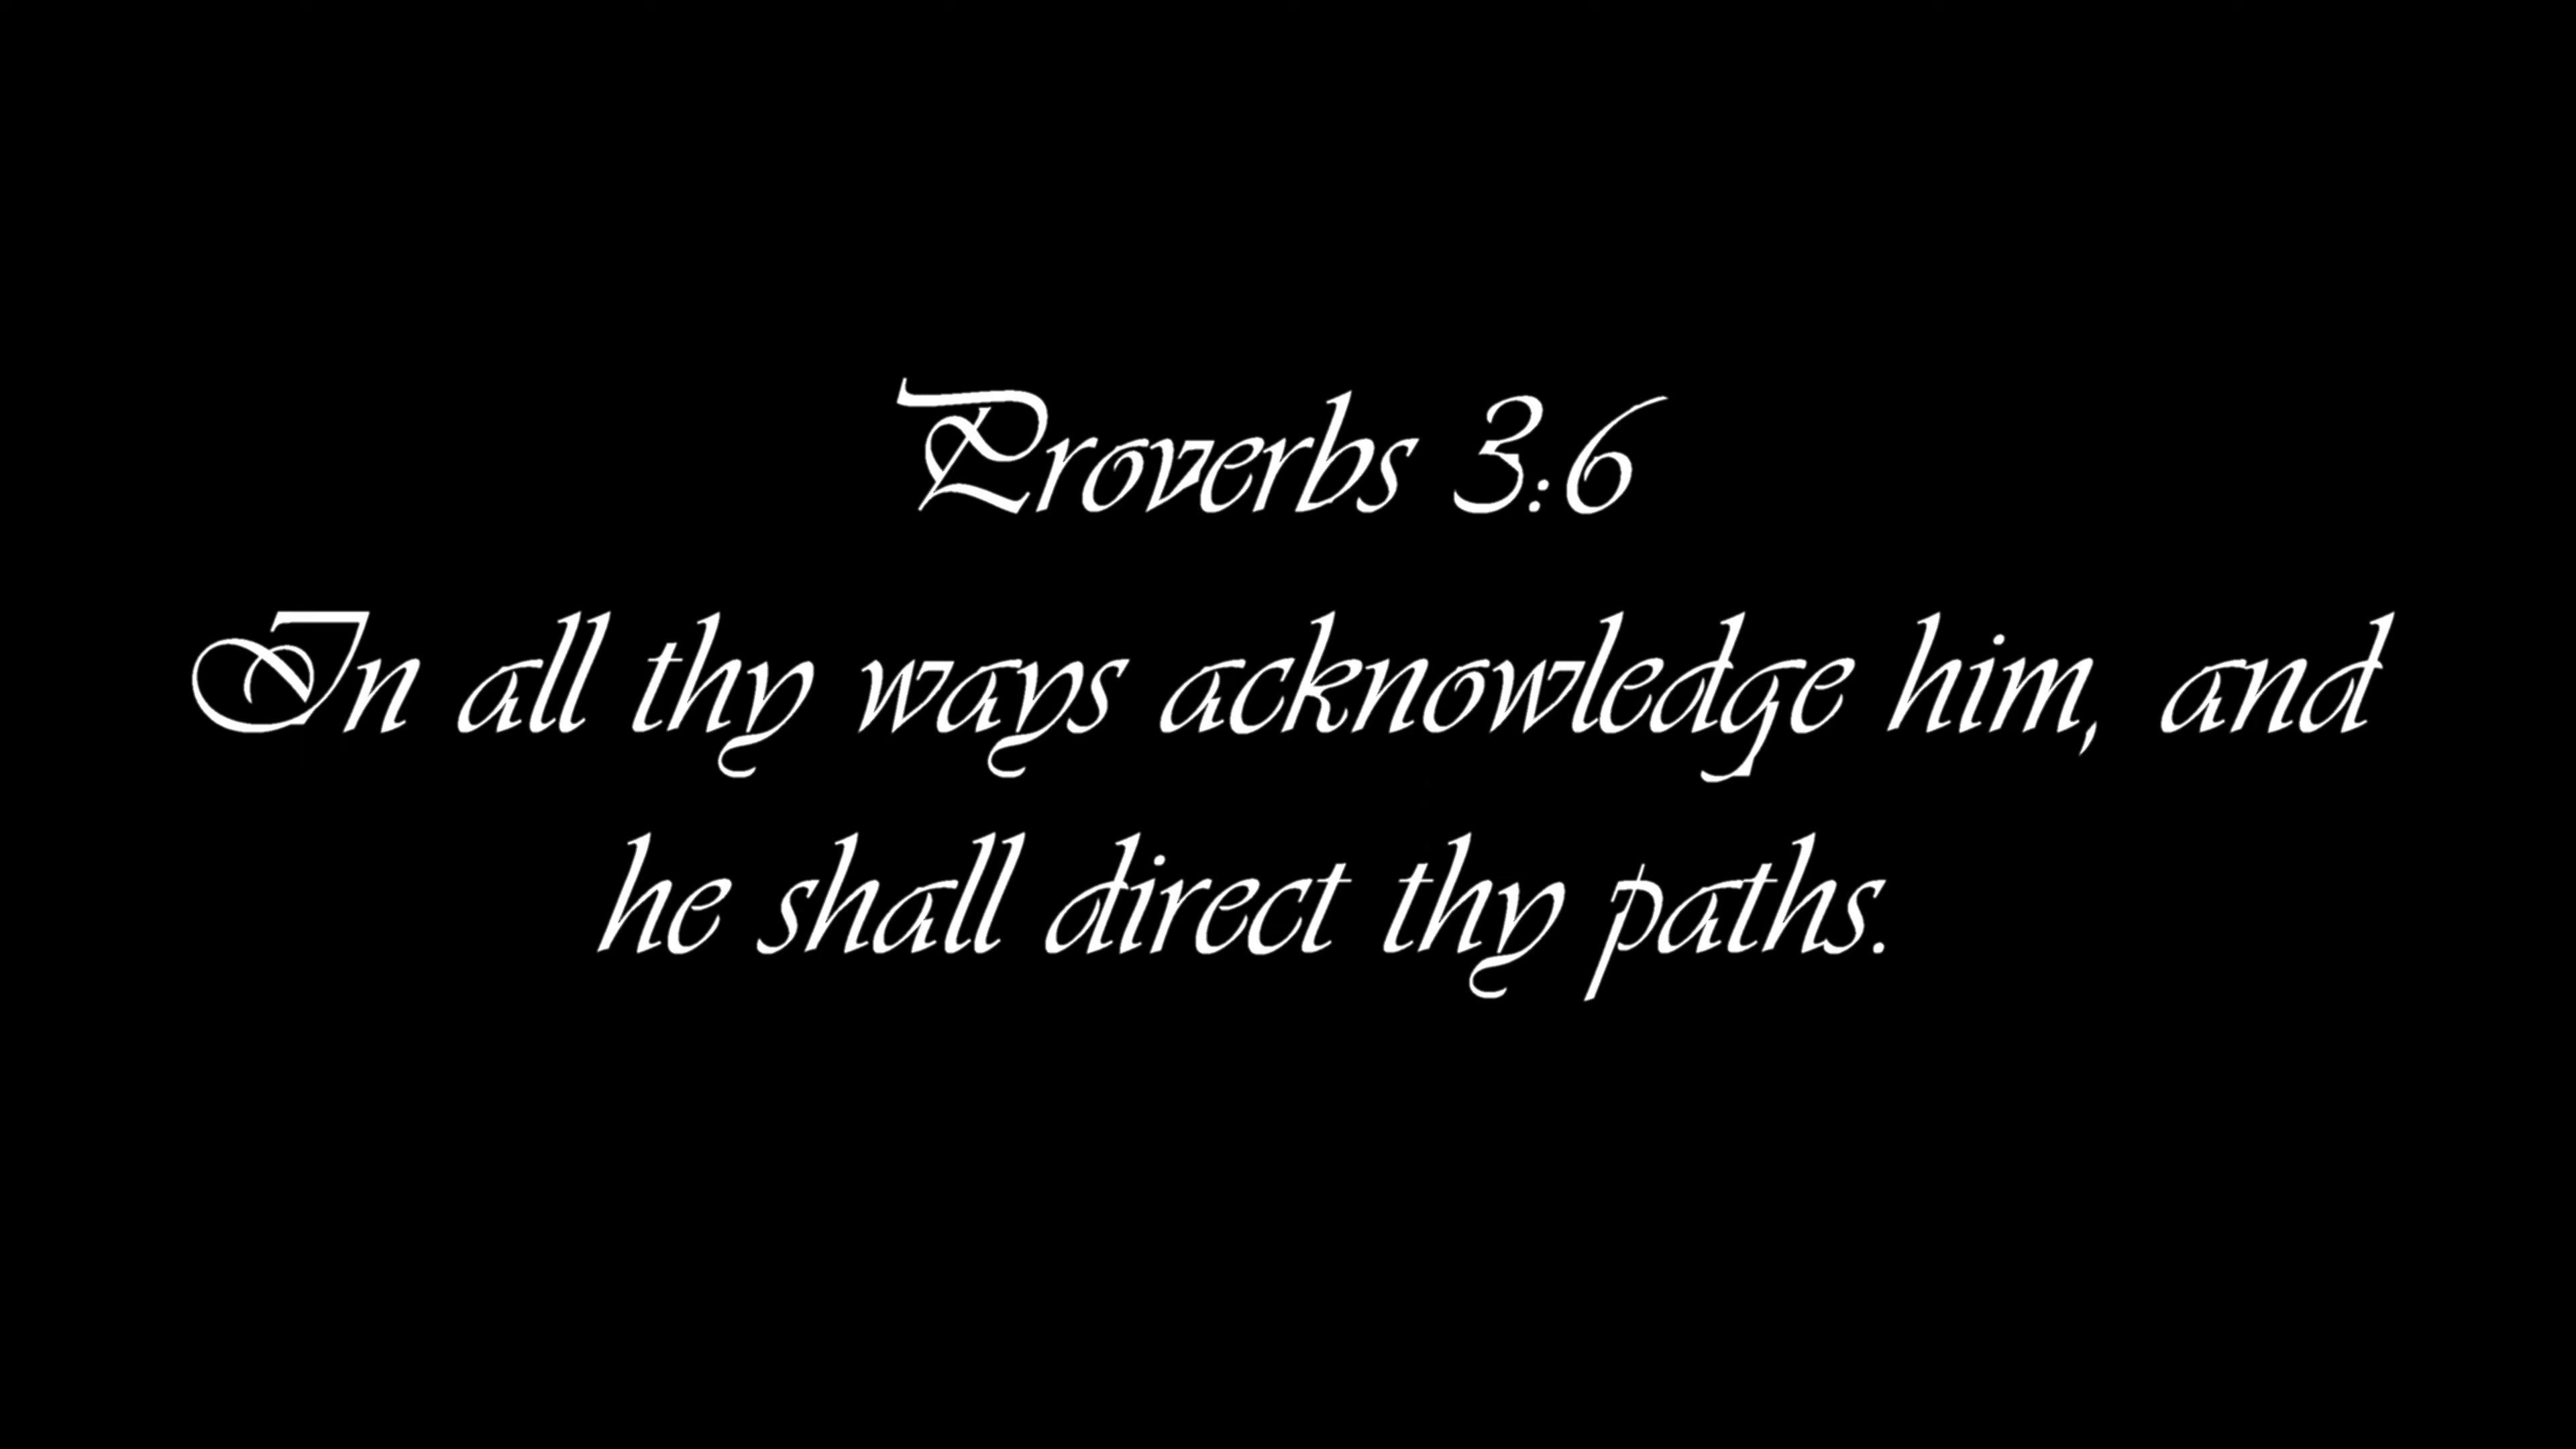 Proverbs 3:6
In all thy ways acknowledge him, and
he shall direct thy paths.